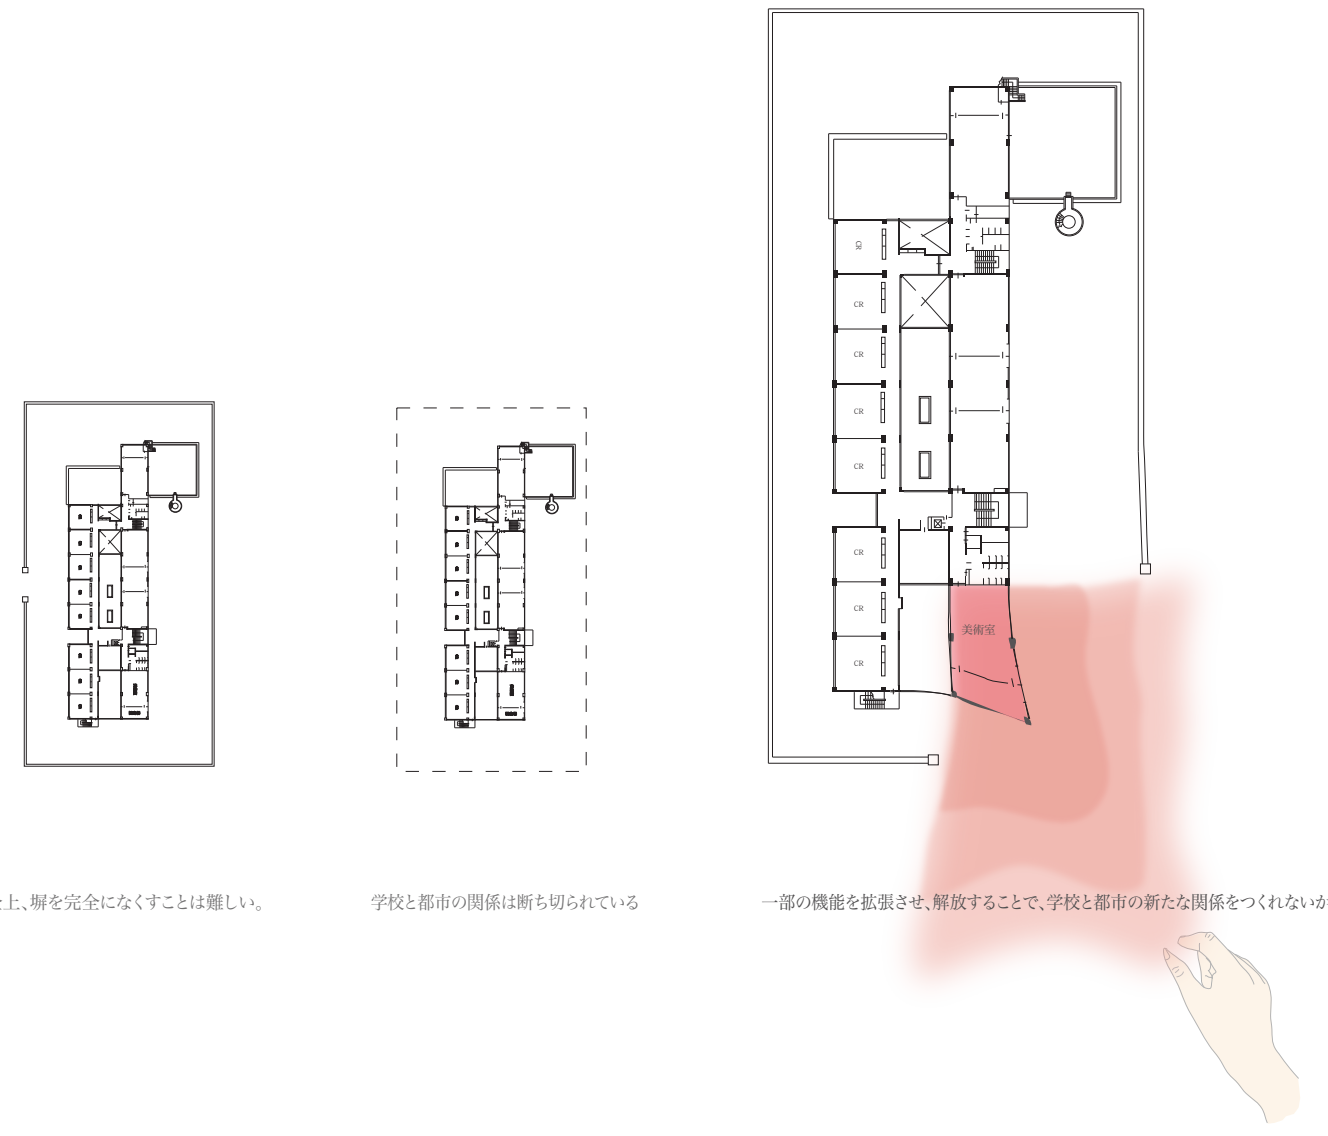 CR
CR
CR
CR
CR
CR
CR
CR
美術室
上、塀を完全になくすことは難しい。
学校と都市の関係は断ち切られている
一部の機能を拡張させ、解放することで、学校と都市の新たな関係をつくれないか